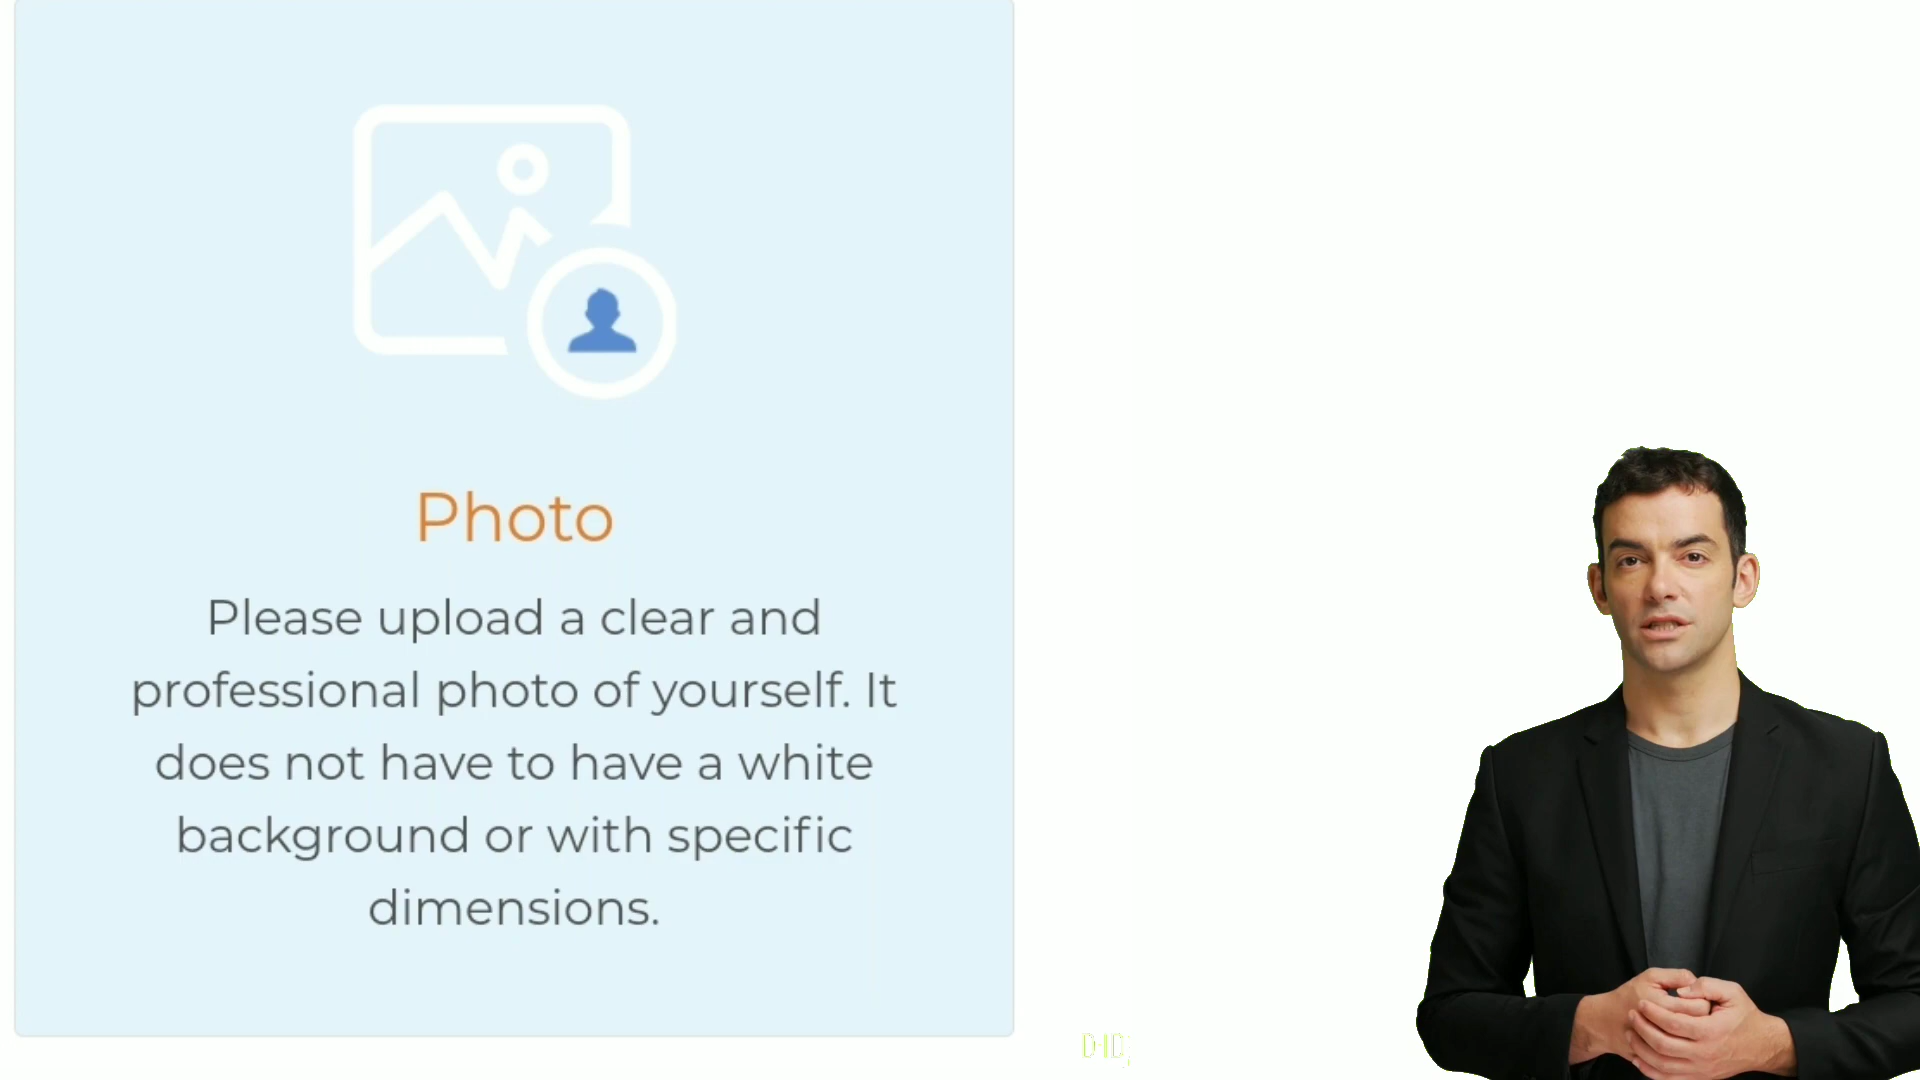 Photo
Please upload a clear and
professional photo of yourself. It
does not have to have a white
background or with specific
dimensions.
D-ID